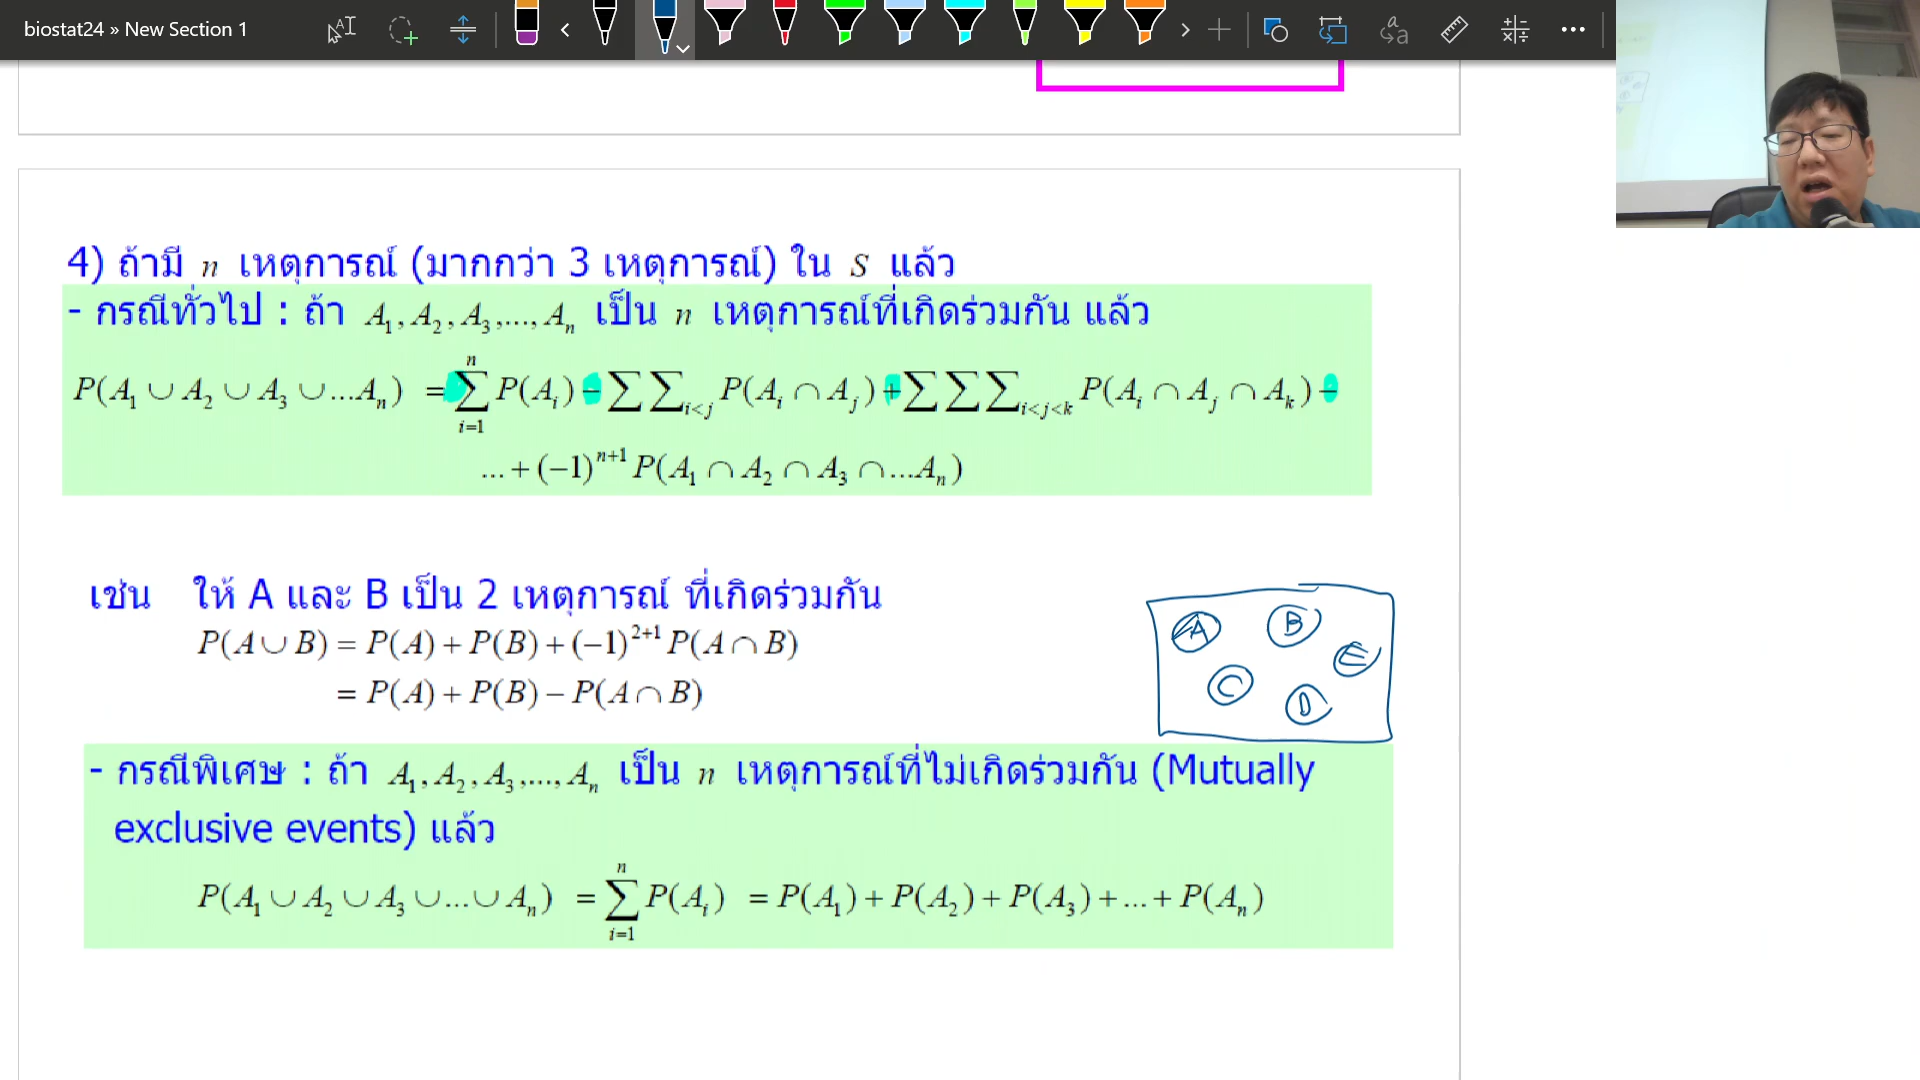 biostat24 » New Section 1
4) ถ้ามี n เหตุการณ์ (มากกว่า 3 เหตุการณ์) ใน S แล้ว
- กรณีทั่วไป : ถ้า A₁, A₂, A₃,..., Aₙ เป็น n เหตุการณ์ที่เกิดร่วมกัน แล้ว
P(A₁ ∪ A₂ ∪ A₃ ∪ ...Aₙ) = ∑ᵢ₌₁ⁿ P(Aᵢ) − ∑∑ᵢ<ⱼ P(Aᵢ ∩ Aⱼ) + ∑∑∑ᵢ<ⱼ<ₖ P(Aᵢ ∩ Aⱼ ∩ Aₖ) −
... + (−1)ⁿ⁺¹ P(A₁ ∩ A₂ ∩ A₃ ∩ ...Aₙ)
เช่น ให้ A และ B เป็น 2 เหตุการณ์ ที่เกิดร่วมกัน
P(A ∪ B) = P(A) + P(B) + (−1)²⁺¹ P(A ∩ B)
= P(A) + P(B) − P(A ∩ B)
A B E
C D
- กรณีพิเศษ : ถ้า A₁, A₂, A₃,..., Aₙ เป็น n เหตุการณ์ที่ไม่เกิดร่วมกัน (Mutually
exclusive events) แล้ว
P(A₁ ∪ A₂ ∪ A₃ ∪ ... ∪ Aₙ) = ∑ᵢ₌₁ⁿ P(Aᵢ) = P(A₁) + P(A₂) + P(A₃) + ... + P(Aₙ)